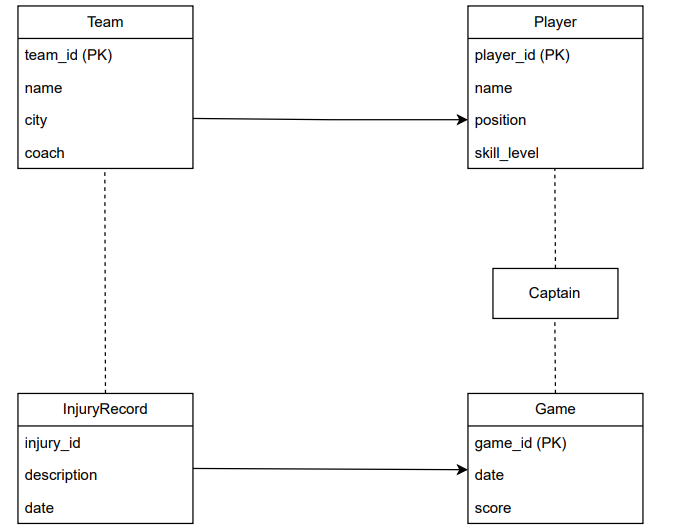 Team
team_id (PK)
name
city
coach
Player
player_id (PK)
name
position
skill_level
Captain
InjuryRecord
injury_id
description
date
Game
game_id (PK)
date
score